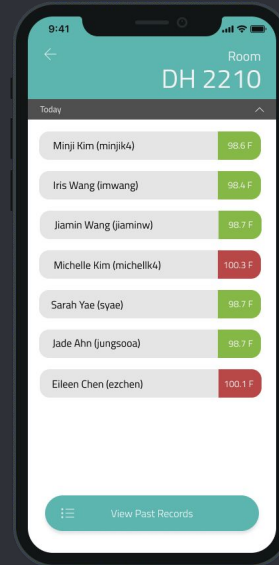 9:41
Room
DH 2210
Today
Minji Kim (minjik4) 98.6 F
Iris Wang (imwang) 98.4 F
Jiamin Wang (jiaminw) 98.7 F
Michelle Kim (michellk4) 100.3 F
Sarah Yae (syae) 98.7 F
Jade Ahn (jungsooa) 98.7 F
Eileen Chen (ezchen) 100.1 F
View Past Records